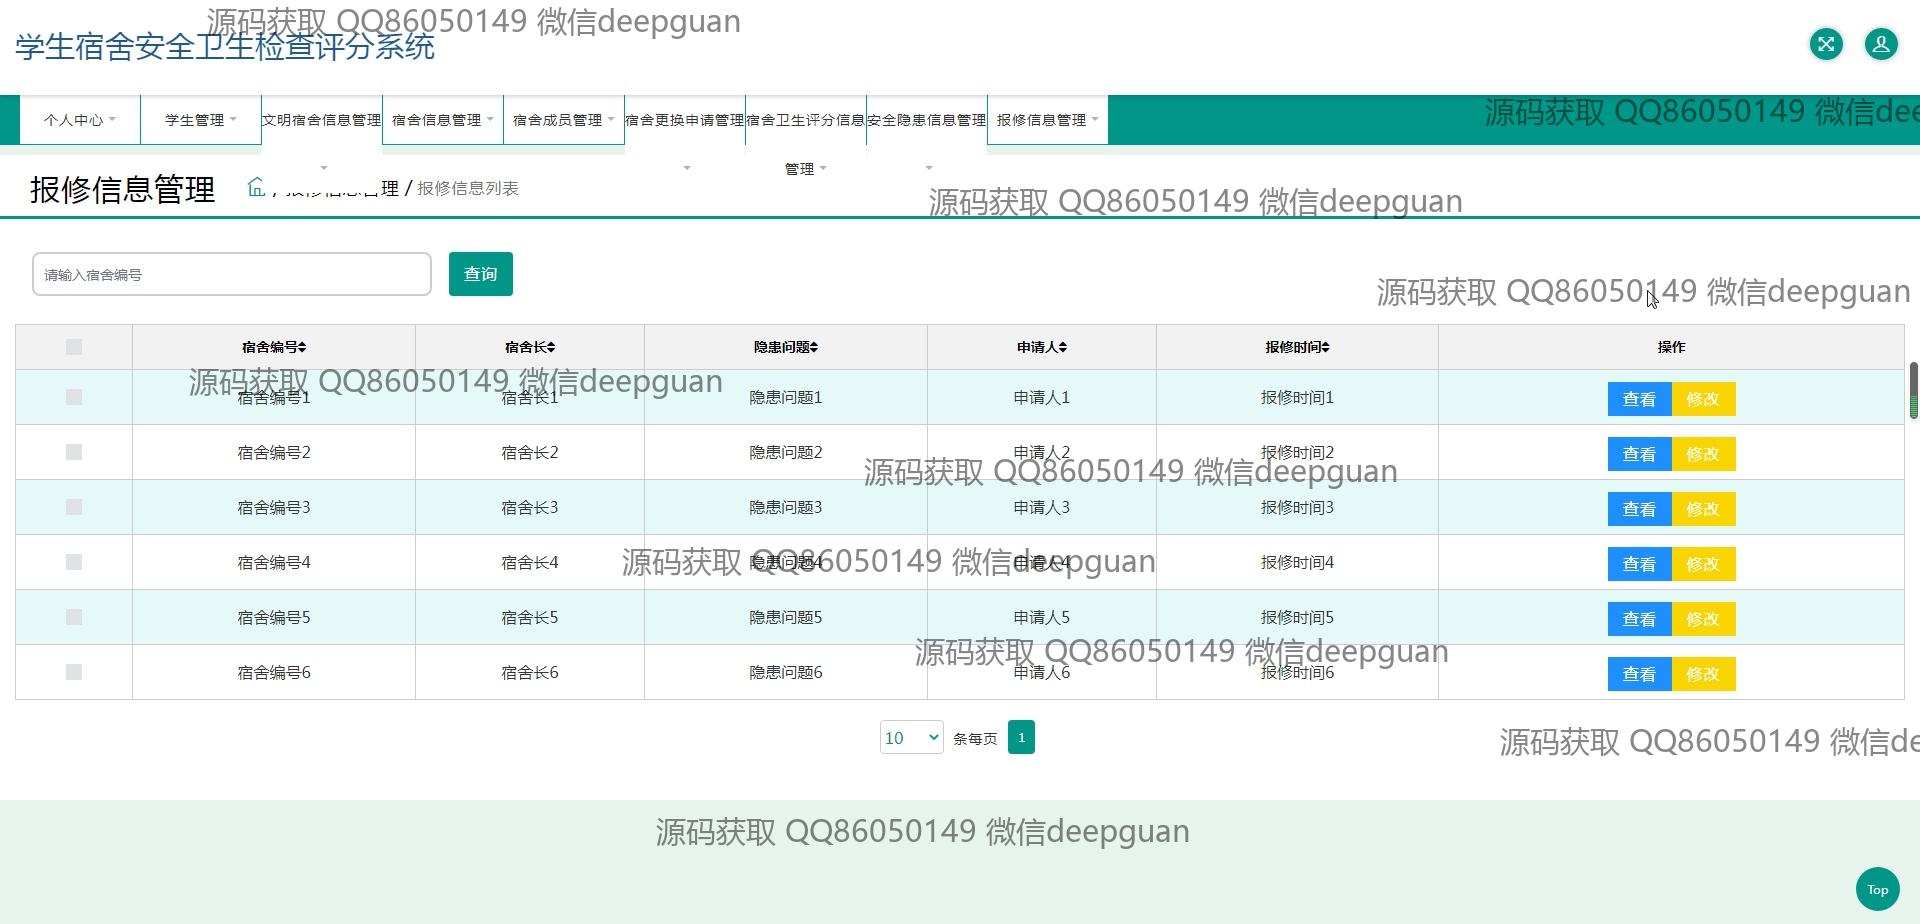 源码获取 QQ86050149 微信deepguan
学生宿舍安全卫生检查评分系统
个人中心
学生管理
文明宿舍信息管理
宿舍信息管理
宿舍成员管理
宿舍更换申请管理
宿舍卫生评分信息管理
安全隐患信息管理
报修信息管理
源码获取 QQ86050149 微信dee
报修信息管理 / 报修信息管理 / 报修信息列表
源码获取 QQ86050149 微信deepguan
请输入宿舍编号 查询
源码获取 QQ86050149 微信deepguan
宿舍编号 宿舍长 隐患问题 申请人 报修时间 操作
源码获取 QQ86050149 微信deepguan
宿舍编号1 宿舍长1 隐患问题1 申请人1 报修时间1 查看 修改
宿舍编号2 宿舍长2 隐患问题2 申请人2 报修时间2 查看 修改
源码获取 QQ86050149 微信deepguan
宿舍编号3 宿舍长3 隐患问题3 申请人3 报修时间3 查看 修改
源码获取 QQ86050149 微信deepguan
宿舍编号4 宿舍长4 隐患问题4 申请人4 报修时间4 查看 修改
宿舍编号5 宿舍长5 隐患问题5 申请人5 报修时间5 查看 修改
源码获取 QQ86050149 微信deepguan
宿舍编号6 宿舍长6 隐患问题6 申请人6 报修时间6 查看 修改
10 条每页 1
源码获取 QQ86050149 微信de
源码获取 QQ86050149 微信deepguan
Top